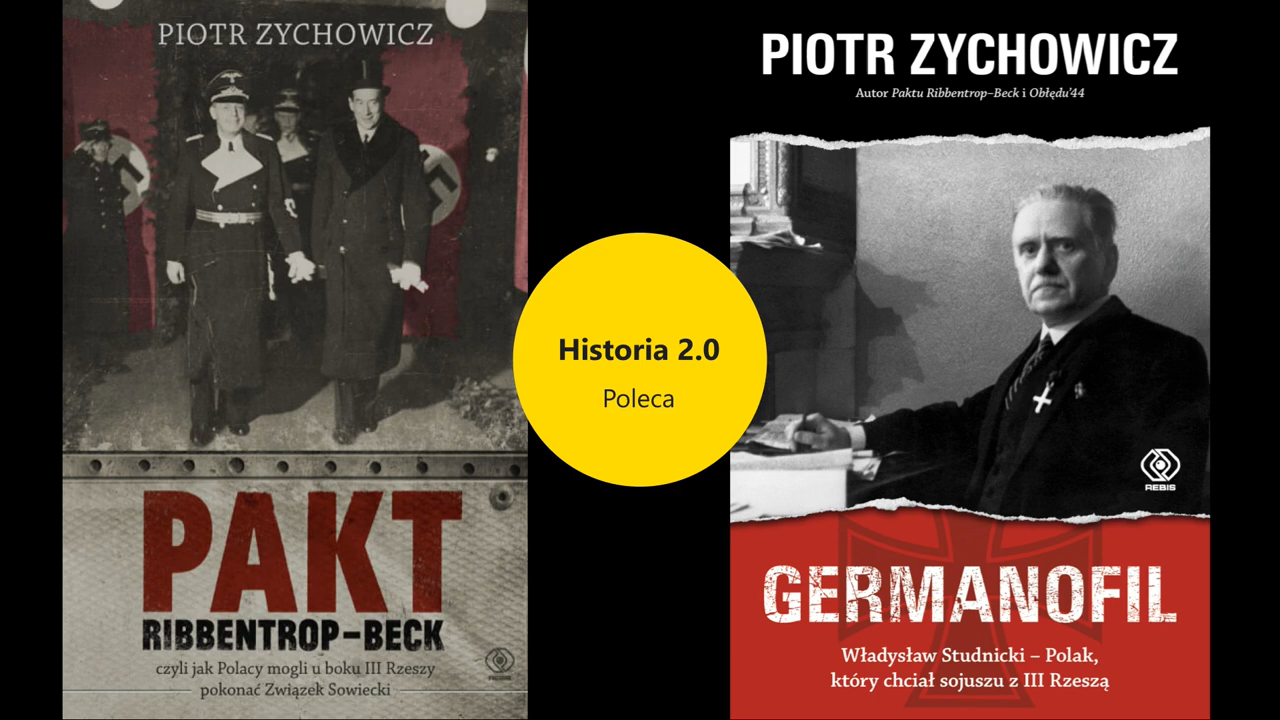 PIOTR ZYCHOWICZ
PAKT
RIBBENTROP–BECK
czyli jak Polacy mogli u boku III Rzeszy
pokonać Związek Sowiecki
Historia 2.0
Poleca
PIOTR ZYCHOWICZ
Autor Paktu Ribbentrop–Beck i Obłędu'44
REBIS
GERMANOFIL
Władysław Studnicki – Polak,
który chciał sojuszu z III Rzeszą